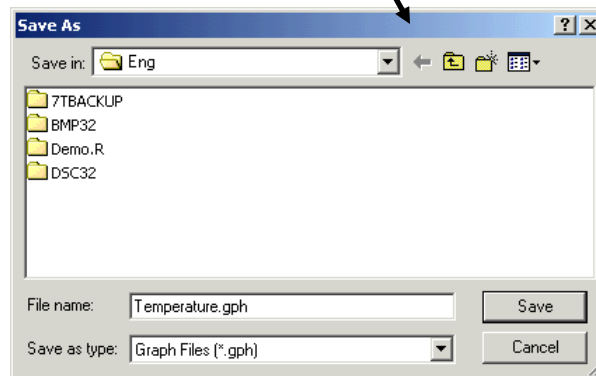 Save As
Save in: Eng
7TBACKUP
BMP32
Demo.R
DSC32
File name: Temperature.gph Save
Save as type: Graph Files (*.gph) Cancel